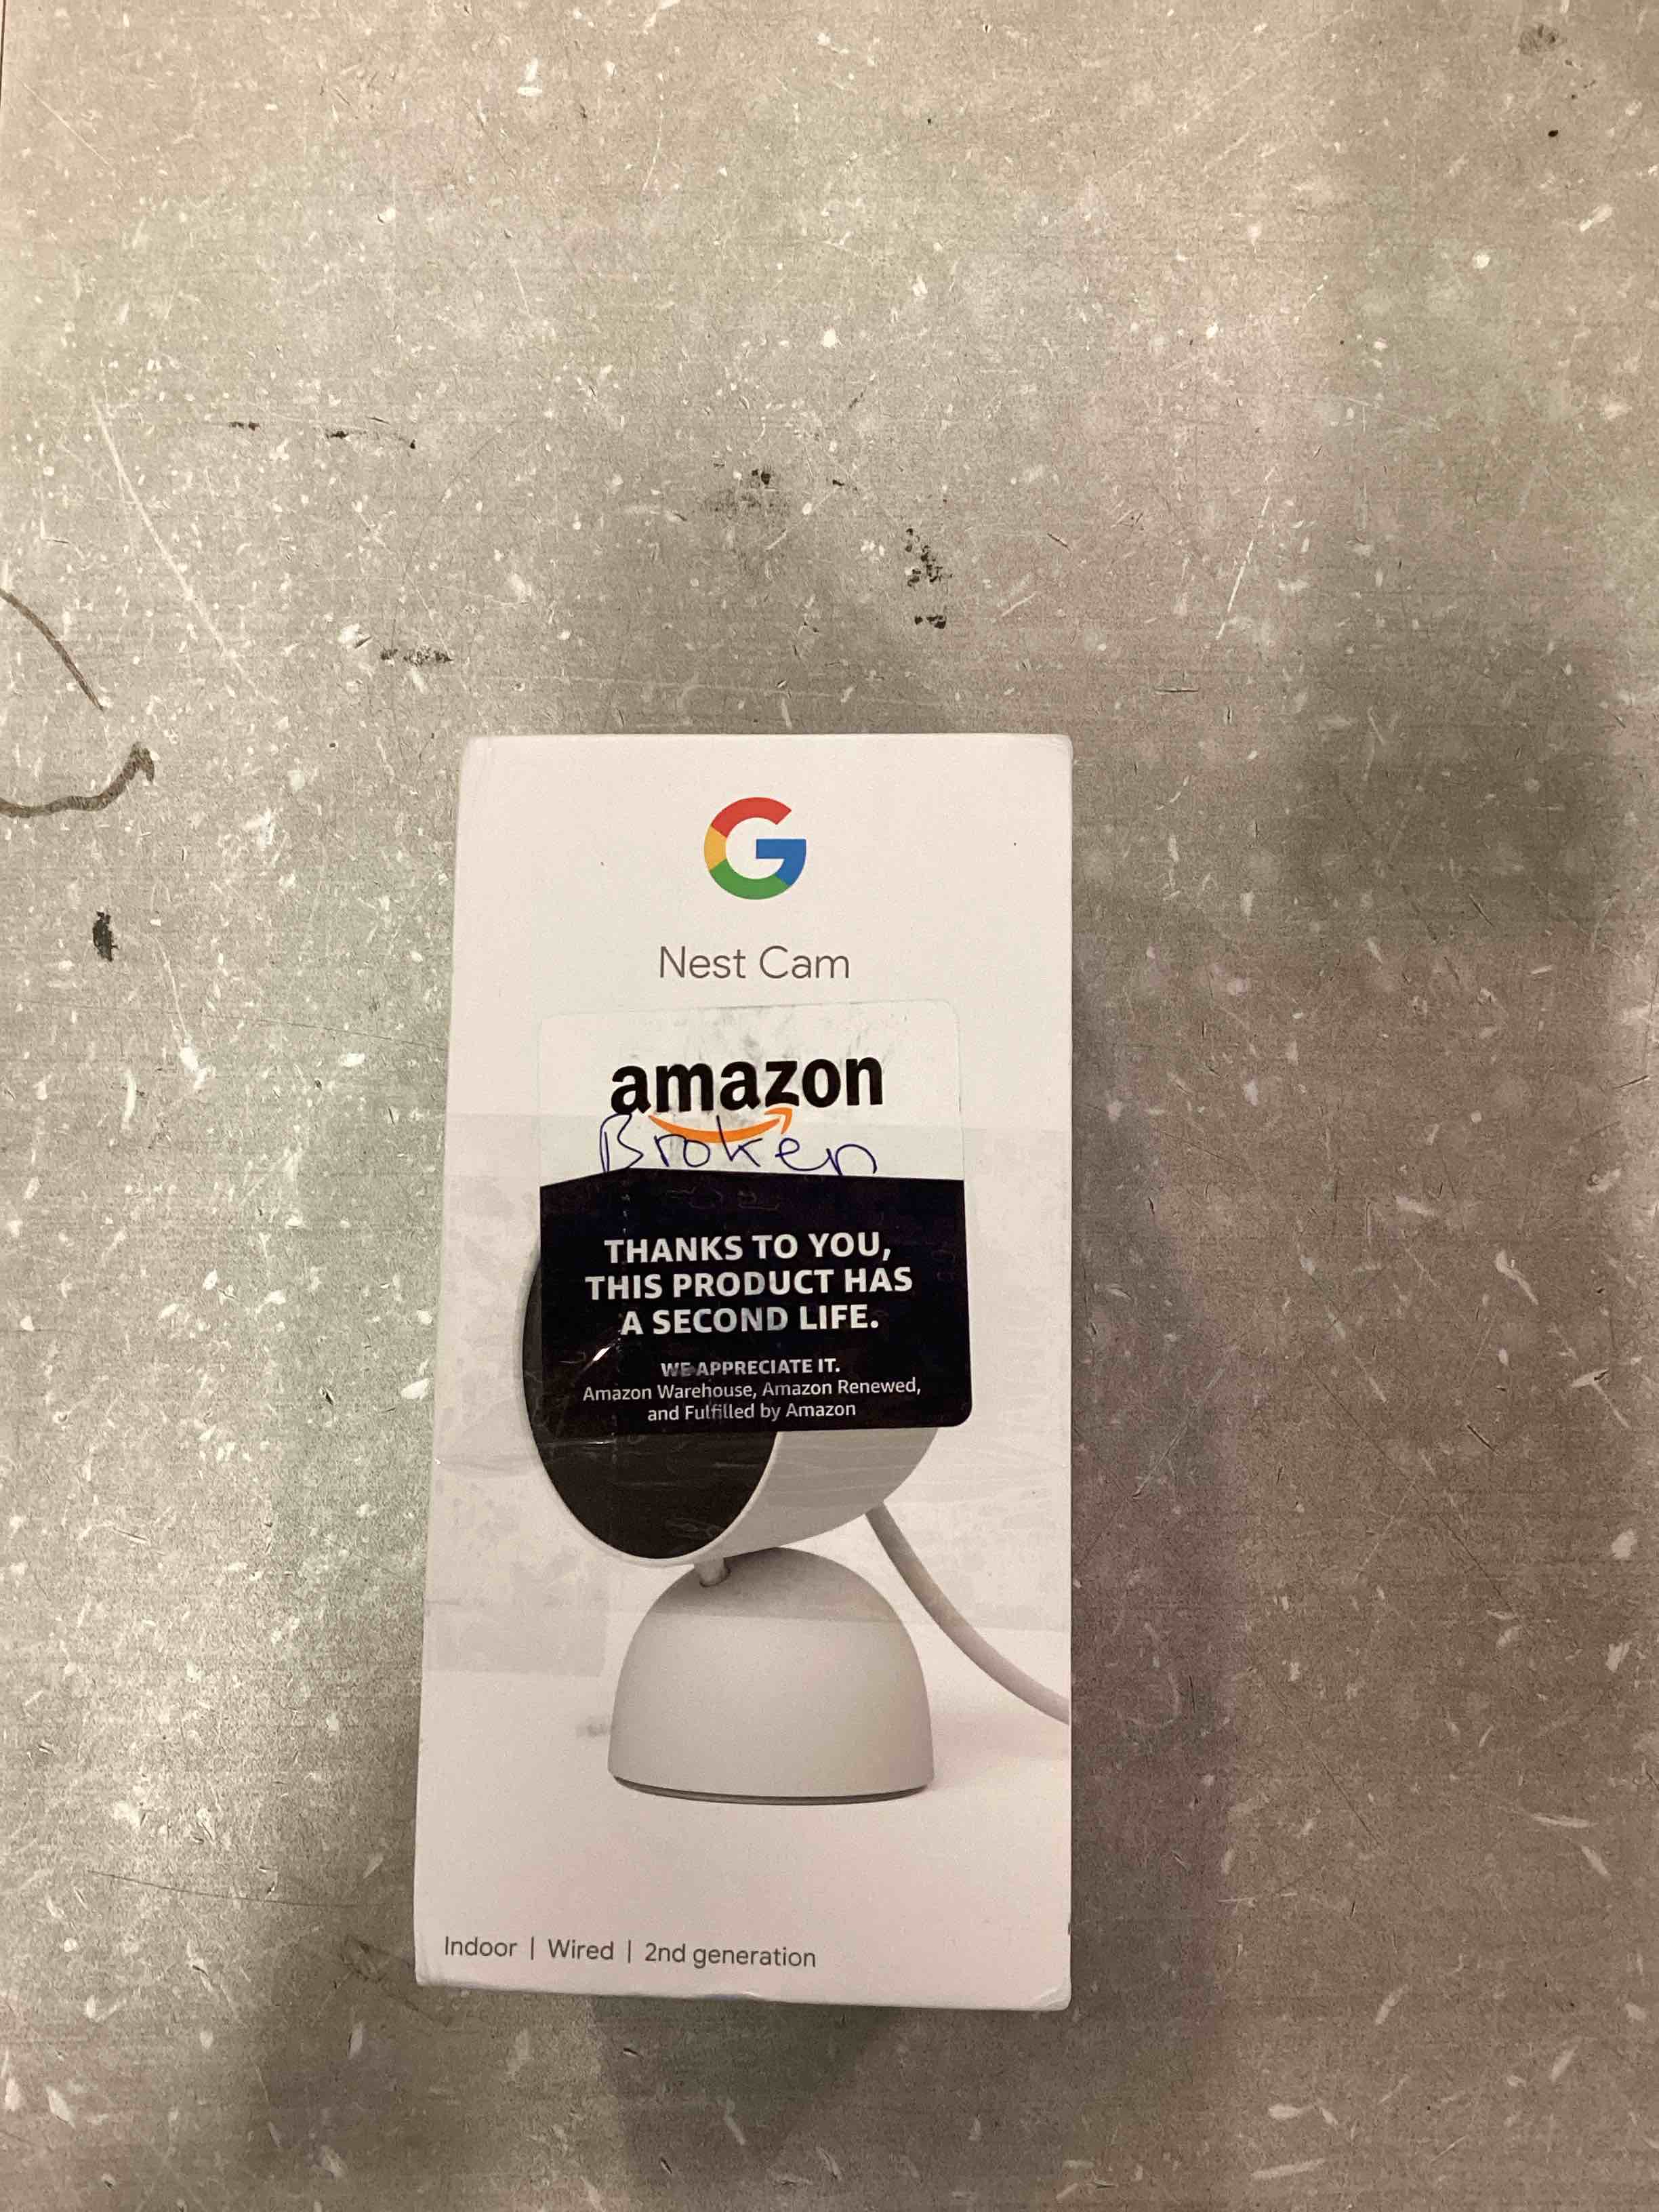 G
Nest Cam
amazon
Broken
THANKS TO YOU,
THIS PRODUCT HAS
A SECOND LIFE.
WE APPRECIATE IT.
Amazon Warehouse, Amazon Renewed,
and Fulfilled by Amazon
Indoor | Wired | 2nd generation